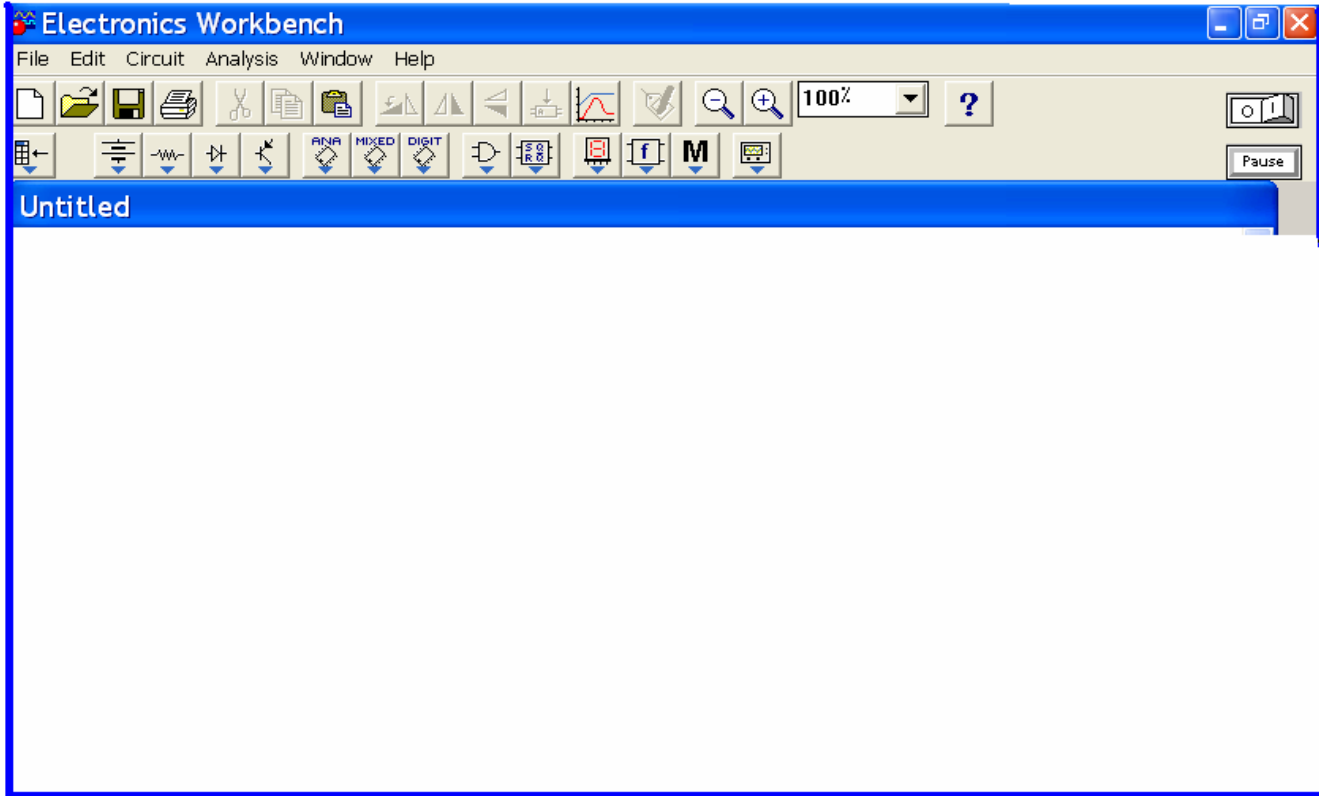 Electronics Workbench
File Edit Circuit Analysis Window Help
100% ?
ANA MIXED DIGIT f M
Pause
Untitled